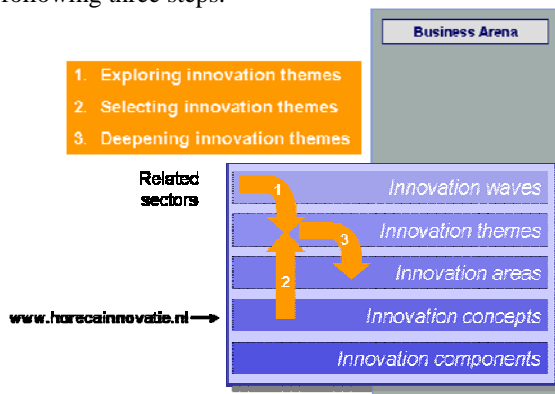 following three steps:
Business Arena
1. Exploring innovation themes
2. Selecting innovation themes
3. Deepening innovation themes
Related
sectors
1
Innovation waves
Innovation themes
3
Innovation areas
2
www.horecainnovatie.nl
Innovation concepts
Innovation components